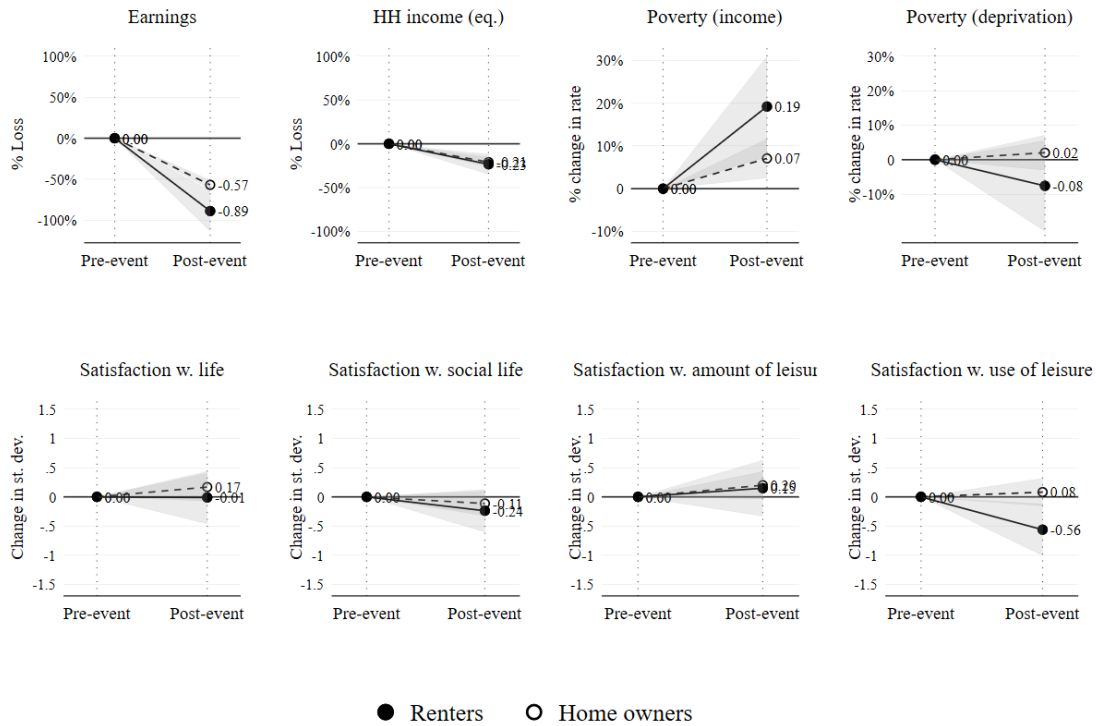 Earnings
100%
50%
0%
-50%
-100%
% Loss
0.00
-0.57
-0.89
Pre-event Post-event
HH income (eq.)
100%
50%
0%
-50%
-100%
% Loss
0.00
-0.21
-0.23
Pre-event Post-event
Poverty (income)
30%
20%
10%
0
-10%
% change in rate
0.00
0.19
0.07
Pre-event Post-event
Poverty (deprivation)
30%
20%
10%
0
-10%
% change in rate
0.00
0.02
-0.08
Pre-event Post-event
Satisfaction w. life
1.5
1
.5
0
-.5
-1
-1.5
Change in st. dev.
0.00
0.17
-0.01
Pre-event Post-event
Satisfaction w. social life
1.5
1
.5
0
-.5
-1
-1.5
Change in st. dev.
0.00
-0.11
-0.24
Pre-event Post-event
Satisfaction w. amount of leisur
1.5
1
.5
0
-.5
-1
-1.5
Change in st. dev.
0.00
0.20
0.15
Pre-event Post-event
Satisfaction w. use of leisure
1.5
1
.5
0
-.5
-1
-1.5
Change in st. dev.
0.00
0.08
-0.56
Pre-event Post-event
Renters Home owners